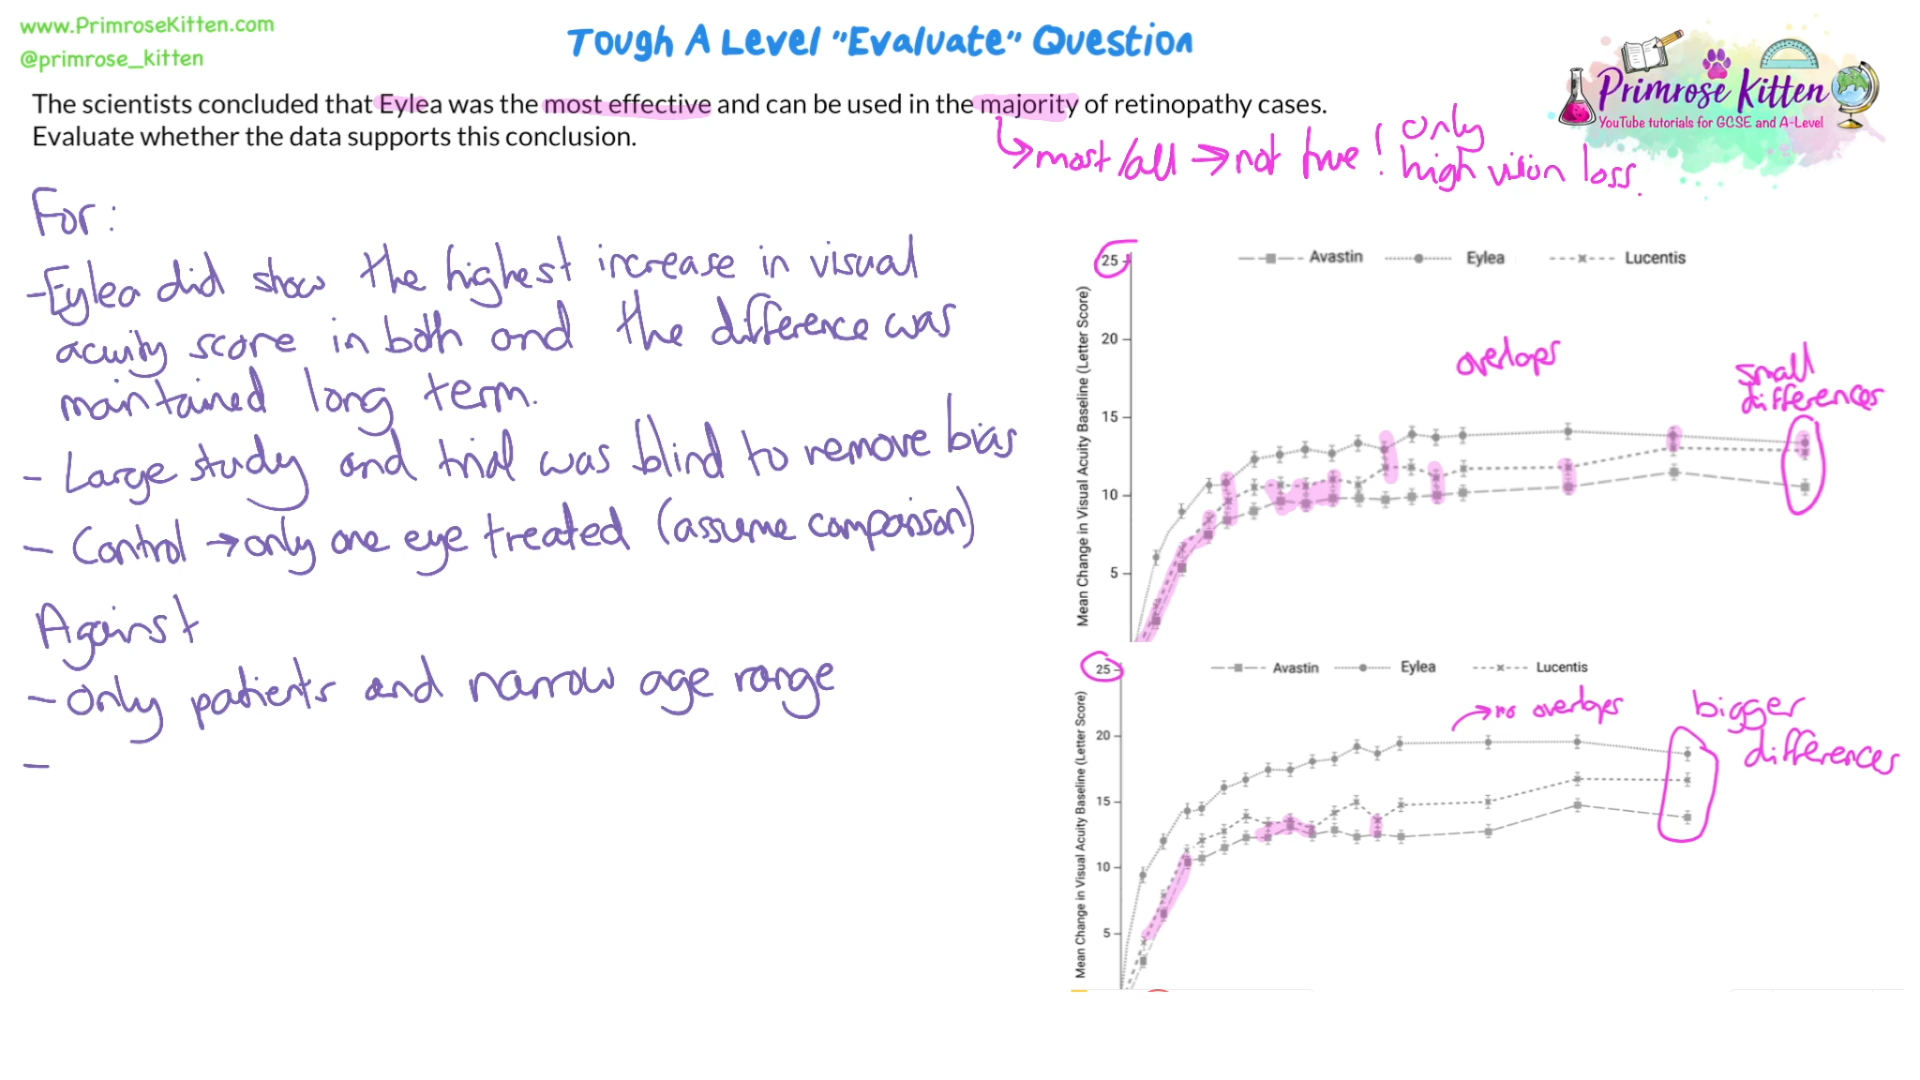 www.PrimroseKitten.com
@primrose_kitten
Tough A Level "Evaluate" Question
Primrose Kitten
YouTube tutorials for GCSE and A-Level
The scientists concluded that Eylea was the most effective and can be used in the majority of retinopathy cases.
Evaluate whether the data supports this conclusion.
→most/all → not true! only
high vision loss.
For:
- Eylea did show the highest increase in visual
acuity score in both and the difference was
maintained long term.
- Large study and trial was blind to remove bias
- Control → only one eye treated (assume comparison)
Against
- Only patients and narrow age range
-
Avastin Eylea Lucentis
Mean Change in Visual Acuity Baseline (Letter Score)
25
20
15
10
5
overlaps
small
differences
Avastin Eylea Lucentis
Mean Change in Visual Acuity Baseline (Letter Score)
25
20
15
10
5
→no overlaps
bigger
differences